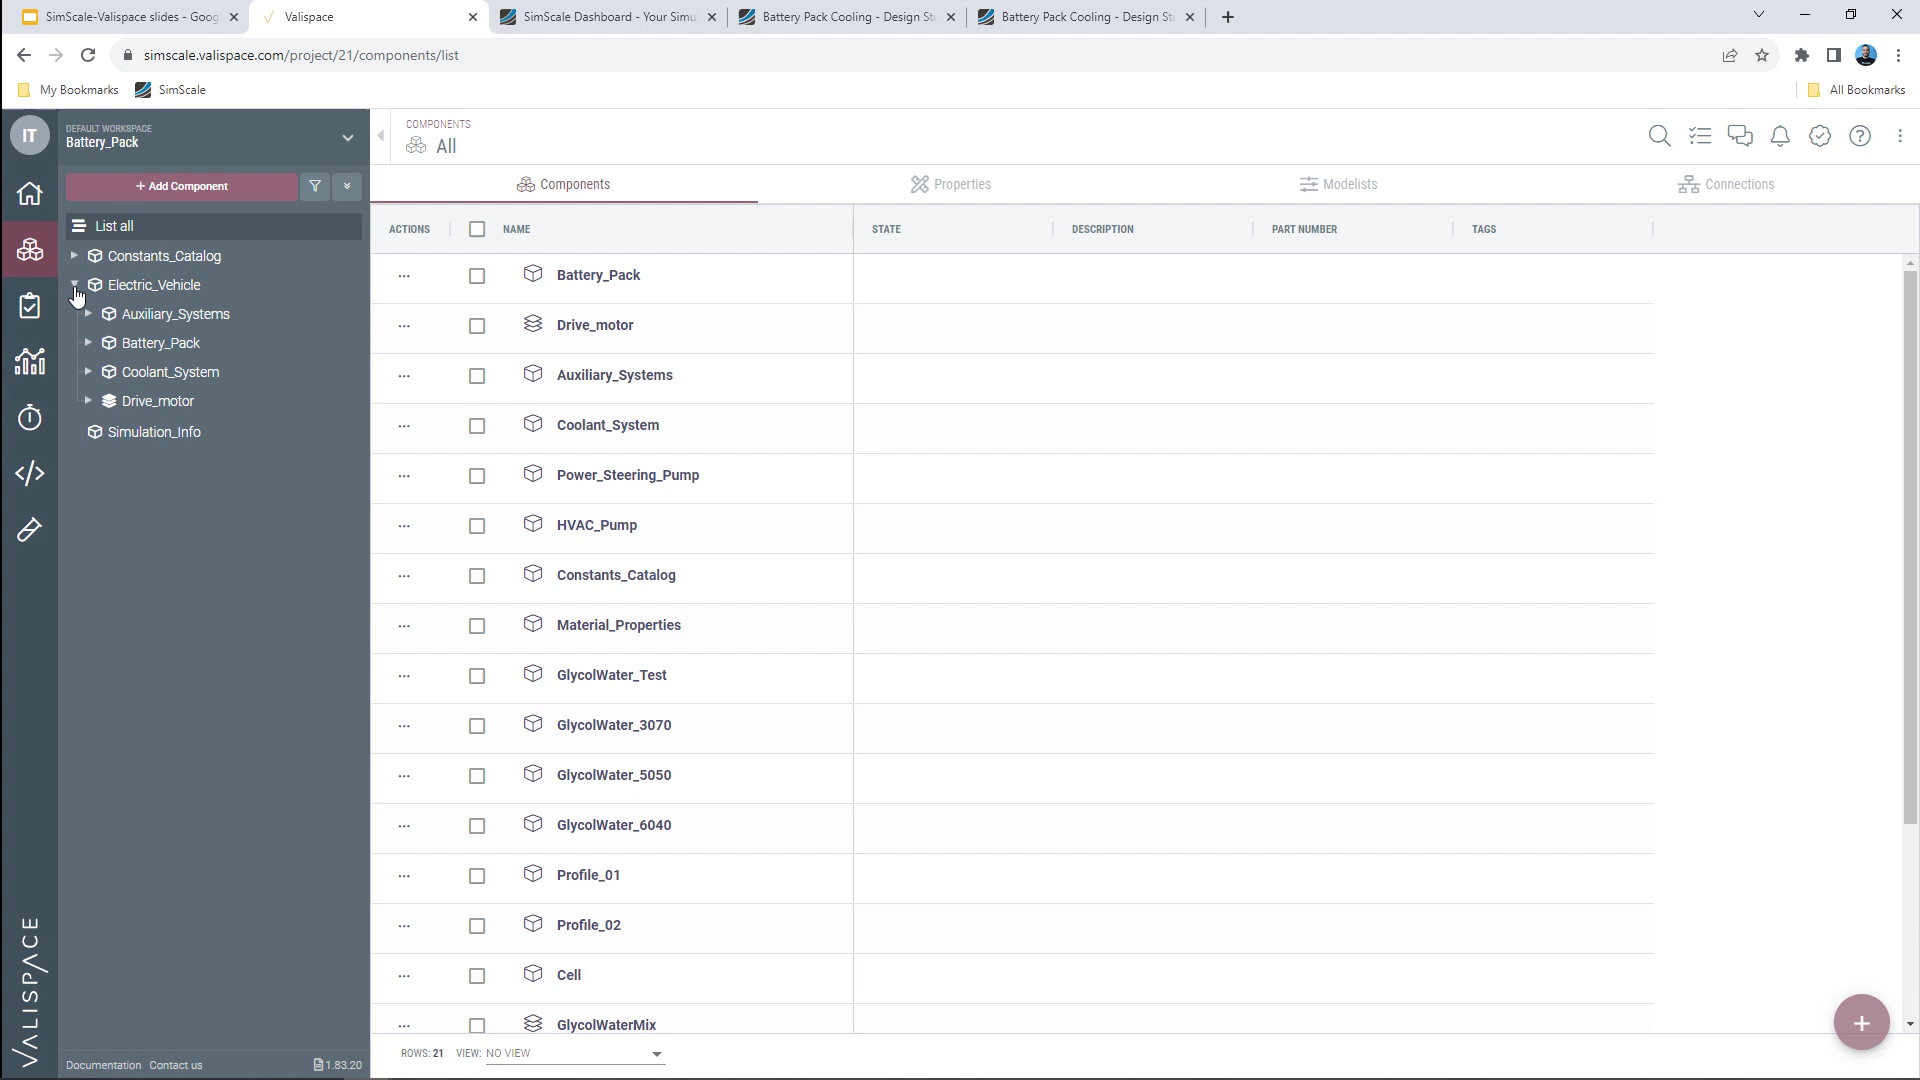 SimScale-Valispace slides - Goog
Valispace
SimScale Dashboard - Your Simul
Battery Pack Cooling - Design Stu
Battery Pack Cooling - Design Stu
simscale.valispace.com/project/21/components/list
My Bookmarks
SimScale
All Bookmarks
IT
DEFAULT WORKSPACE
Battery_Pack
COMPONENTS
All
+ Add Component
Components
Properties
Modelists
Connections
List all
ACTIONS
NAME
STATE
DESCRIPTION
PART NUMBER
TAGS
Constants_Catalog
Electric_Vehicle
Auxiliary_Systems
Battery_Pack
Coolant_System
Drive_motor
Simulation_Info
Battery_Pack
Drive_motor
Auxiliary_Systems
Coolant_System
Power_Steering_Pump
HVAC_Pump
Constants_Catalog
Material_Properties
GlycolWater_Test
GlycolWater_3070
GlycolWater_5050
GlycolWater_6040
Profile_01
Profile_02
Cell
GlycolWaterMix
VALISPACE
Documentation Contact us
1.83.20
ROWS: 21 VIEW: NO VIEW